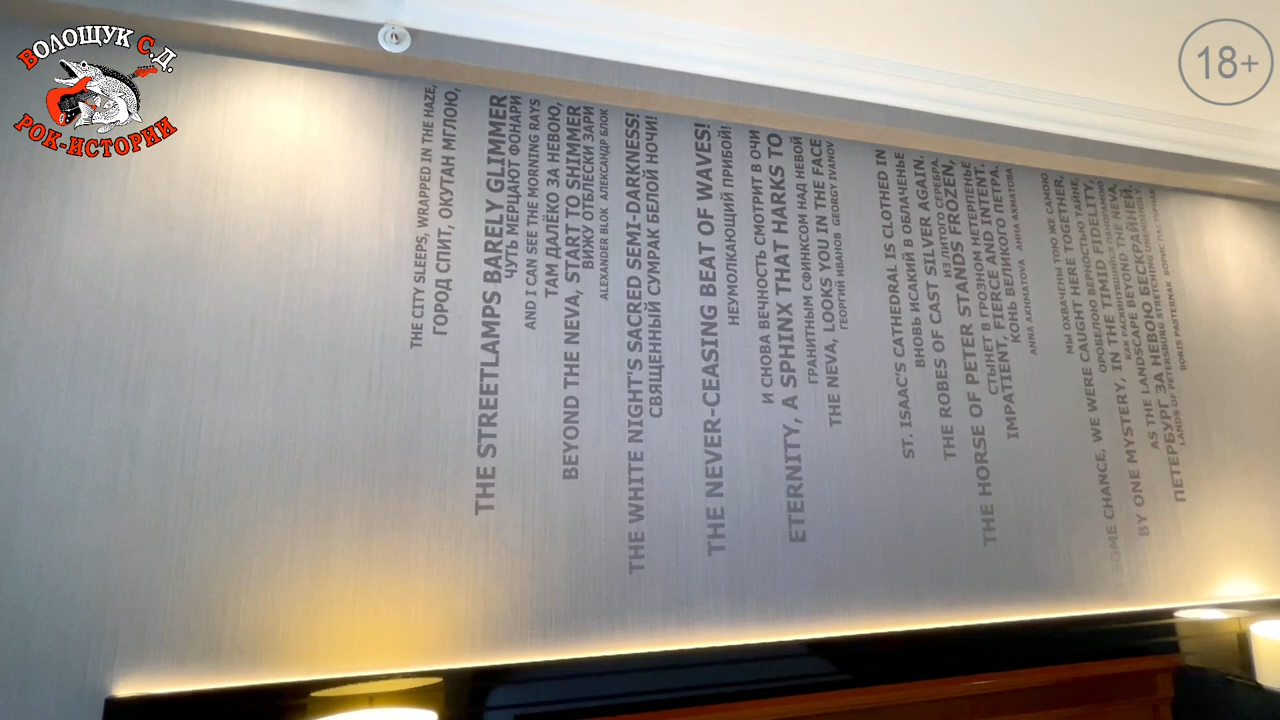 ВОЛОЩУК С.Д.
РОК-ИСТОРИИ
18+
THE CITY SLEEPS, WRAPPED IN THE HAZE,
ГОРОД СПИТ, ОКУТАН МГЛОЮ,
THE STREETLAMPS BARELY GLIMMER
ЧУТЬ МЕРЦАЮТ ФОНАРИ
AND I CAN SEE THE MORNING RAYS
ТАМ ДАЛЁКО ЗА НЕВОЮ,
BEYOND THE NEVA, START TO SHIMMER
ВИЖУ ОТБЛЕСКИ ЗАРИ
ALEXANDER BLOK АЛЕКСАНДР БЛОК
THE WHITE NIGHT'S SACRED SEMI-DARKNESS!
СВЯЩЕННЫЙ СУМРАК БЕЛОЙ НОЧИ!
THE NEVER-CEASING BEAT OF WAVES!
НЕУМОЛКАЮЩИЙ ПРИБОЙ!
И СНОВА ВЕЧНОСТЬ СМОТРИТ В ОЧИ
ETERNITY, A SPHINX THAT HARKS TO
ГРАНИТНЫМ СФИНКСОМ НАД НЕВОЙ
THE NEVA, LOOKS YOU IN THE FACE
ГЕОРГИЙ ИВАНОВ GEORGY IVANOV
ST. ISAAC'S CATHEDRAL IS CLOTHED IN
ВНОВЬ ИСАКИЙ В ОБЛАЧЕНЬЕ
THE ROBES OF CAST SILVER AGAIN.
ИЗ ЛИТОГО СЕРЕБРА.
THE HORSE OF PETER STANDS FROZEN,
СТЫНЕТ В ГРОЗНОМ НЕТЕРПЕНЬЕ
IMPATIENT, FIERCE AND INTENT.
КОНЬ ВЕЛИКОГО ПЕТРА.
ANNA AKHMATOVA АННА АХМАТОВА
МЫ ОХВАЧЕНЫ ТОЮ ЖЕ САМОЮ
SOME CHANCE, WE WERE CAUGHT HERE TOGETHER,
ОРОБЕЛОЮ ВЕРНОСТЬЮ ТАЙНЕ,
BY ONE MYSTERY, IN THE TIMID FIDELITY,
КАК РАСКИНУВШИЙСЯ ПАНОРАМОЮ
AS THE LANDSCAPE BEYOND THE NEVA,
ПЕТЕРБУРГ ЗА НЕВОЮ БЕСКРАЙНЕЙ.
LANDS OF PETERSBURG STRETCHING
BORIS PASTERNAK БОРИС ПАСТЕРНАК